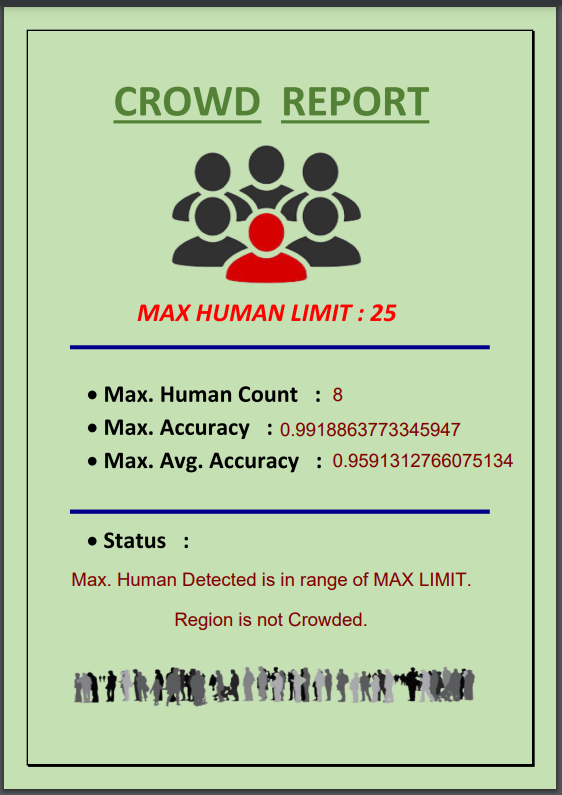 CROWD REPORT
MAX HUMAN LIMIT : 25
• Max. Human Count : 8
• Max. Accuracy : 0.9918863773345947
• Max. Avg. Accuracy : 0.9591312766075134
• Status :
Max. Human Detected is in range of MAX LIMIT.
Region is not Crowded.